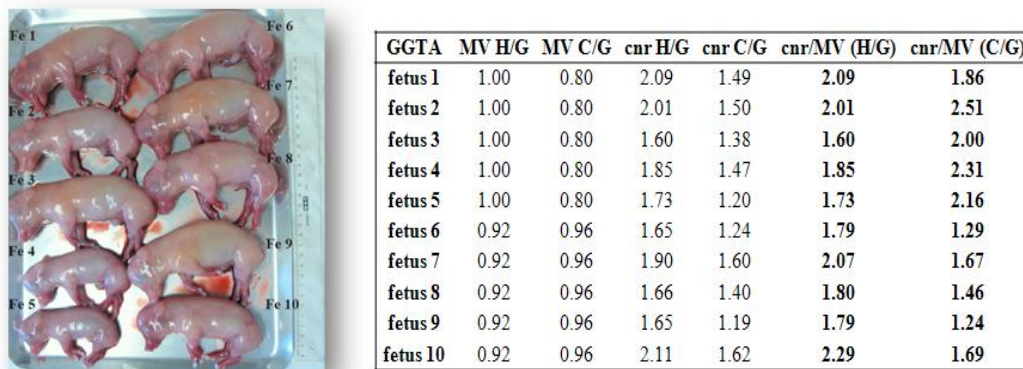 Fe 1
Fe 2
Fe 3
Fe 4
Fe 5
Fe 6
Fe 7
Fe 8
Fe 9
Fe 10
GGTA MV H/G MV C/G cnr H/G cnr C/G cnr/MV (H/G) cnr/MV (C/G)
fetus 1 1.00 0.80 2.09 1.49 2.09 1.86
fetus 2 1.00 0.80 2.01 1.50 2.01 2.51
fetus 3 1.00 0.80 1.60 1.38 1.60 2.00
fetus 4 1.00 0.80 1.85 1.47 1.85 2.31
fetus 5 1.00 0.80 1.73 1.20 1.73 2.16
fetus 6 0.92 0.96 1.65 1.24 1.79 1.29
fetus 7 0.92 0.96 1.90 1.60 2.07 1.67
fetus 8 0.92 0.96 1.66 1.40 1.80 1.46
fetus 9 0.92 0.96 1.65 1.19 1.79 1.24
fetus 10 0.92 0.96 2.11 1.62 2.29 1.69